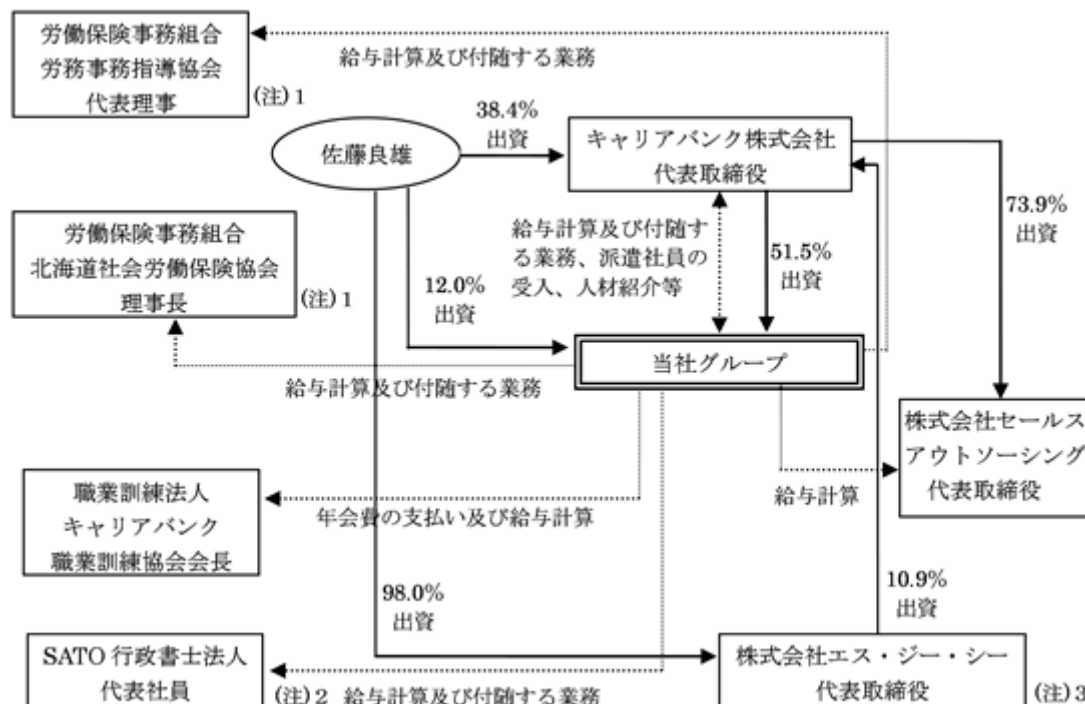 労働保険事務組合
労務事務指導協会
代表理事
(注) 1
給与計算及び付随する業務
佐藤良雄
38.4%
出資
キャリアバンク株式会社
代表取締役
73.9%
出資
労働保険事務組合
北海道社会労働保険協会
理事長
(注) 1
12.0%
出資
給与計算及び付随す
る業務、派遣社員の
受入、人材紹介等
51.5%
出資
当社グループ
給与計算及び付随する業務
株式会社セールス
アウトソーシング
代表取締役
給与計算
職業訓練法人
キャリアバンク
職業訓練協会会長
年会費の支払い及び給与計算
98.0%
出資
10.9%
出資
SATO 行政書士法人
代表社員
(注) 2
給与計算及び付随する業務
株式会社エス・ジー・シー
代表取締役
(注) 3